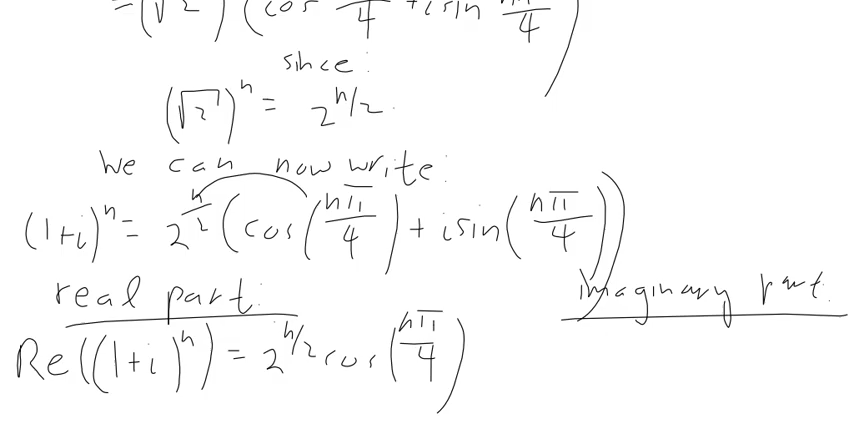 =(√2)(cos nπ/4 + i sin nπ/4)
since:
(√2)^n = 2^n/2.
We can now write:
(1+i)^n = 2^n/2 (cos(nπ/4) + i sin(nπ/4))
real part: imaginary part.
Re((1+i)^n) = 2^n/2 cos(nπ/4)